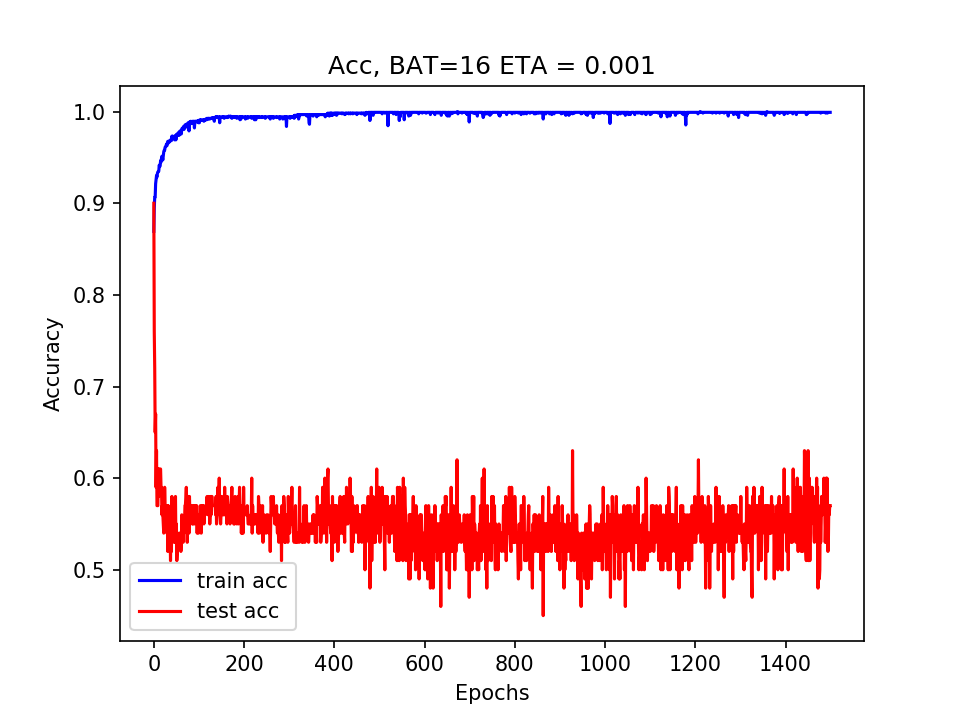 Acc, BAT=16 ETA = 0.001
1.0
0.9
0.8
0.7
0.6
0.5
Accuracy
train acc
test acc
0 200 400 600 800 1000 1200 1400
Epochs